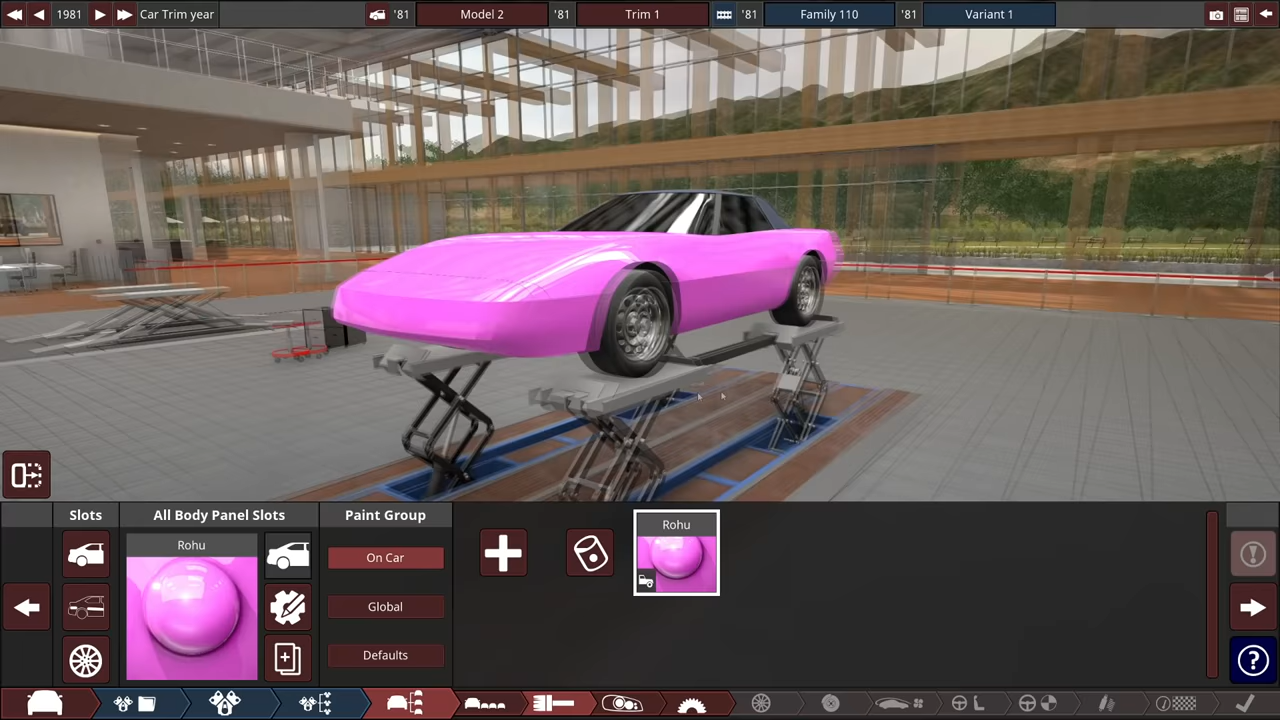 1981 Car Trim year '81 Model 2 '81 Trim 1 '81 Family 110 '81 Variant 1
Slots
All Body Panel Slots
Rohu
Paint Group
On Car
Global
Defaults
Rohu
?